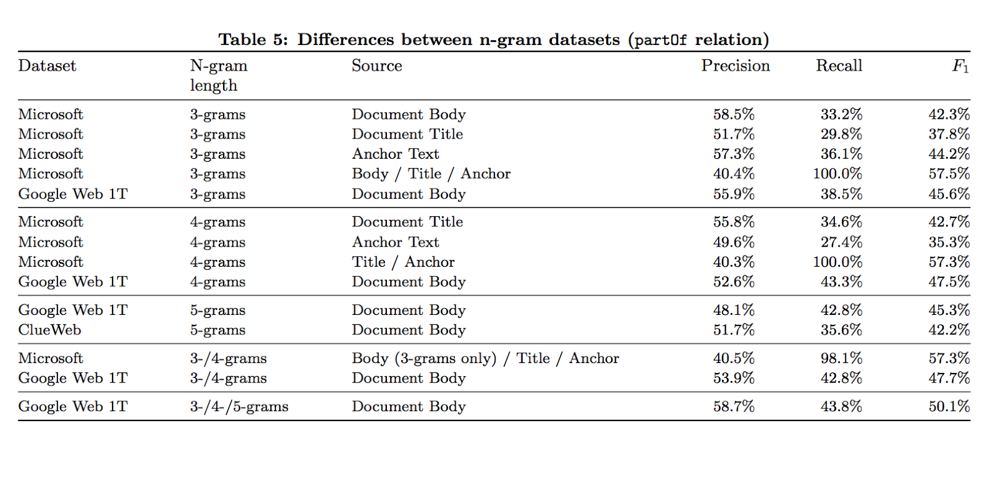 Table 5: Differences between n-gram datasets (partOf relation)
Dataset N-gram length Source Precision Recall F1
Microsoft 3-grams Document Body 58.5% 33.2% 42.3%
Microsoft 3-grams Document Title 51.7% 29.8% 37.8%
Microsoft 3-grams Anchor Text 57.3% 36.1% 44.2%
Microsoft 3-grams Body / Title / Anchor 40.4% 100.0% 57.5%
Google Web 1T 3-grams Document Body 55.9% 38.5% 45.6%
Microsoft 4-grams Document Title 55.8% 34.6% 42.7%
Microsoft 4-grams Anchor Text 49.6% 27.4% 35.3%
Microsoft 4-grams Title / Anchor 40.3% 100.0% 57.3%
Google Web 1T 4-grams Document Body 52.6% 43.3% 47.5%
Google Web 1T 5-grams Document Body 48.1% 42.8% 45.3%
ClueWeb 5-grams Document Body 51.7% 35.6% 42.2%
Microsoft 3-/4-grams Body (3-grams only) / Title / Anchor 40.5% 98.1% 57.3%
Google Web 1T 3-/4-grams Document Body 53.9% 42.8% 47.7%
Google Web 1T 3-/4-/5-grams Document Body 58.7% 43.8% 50.1%